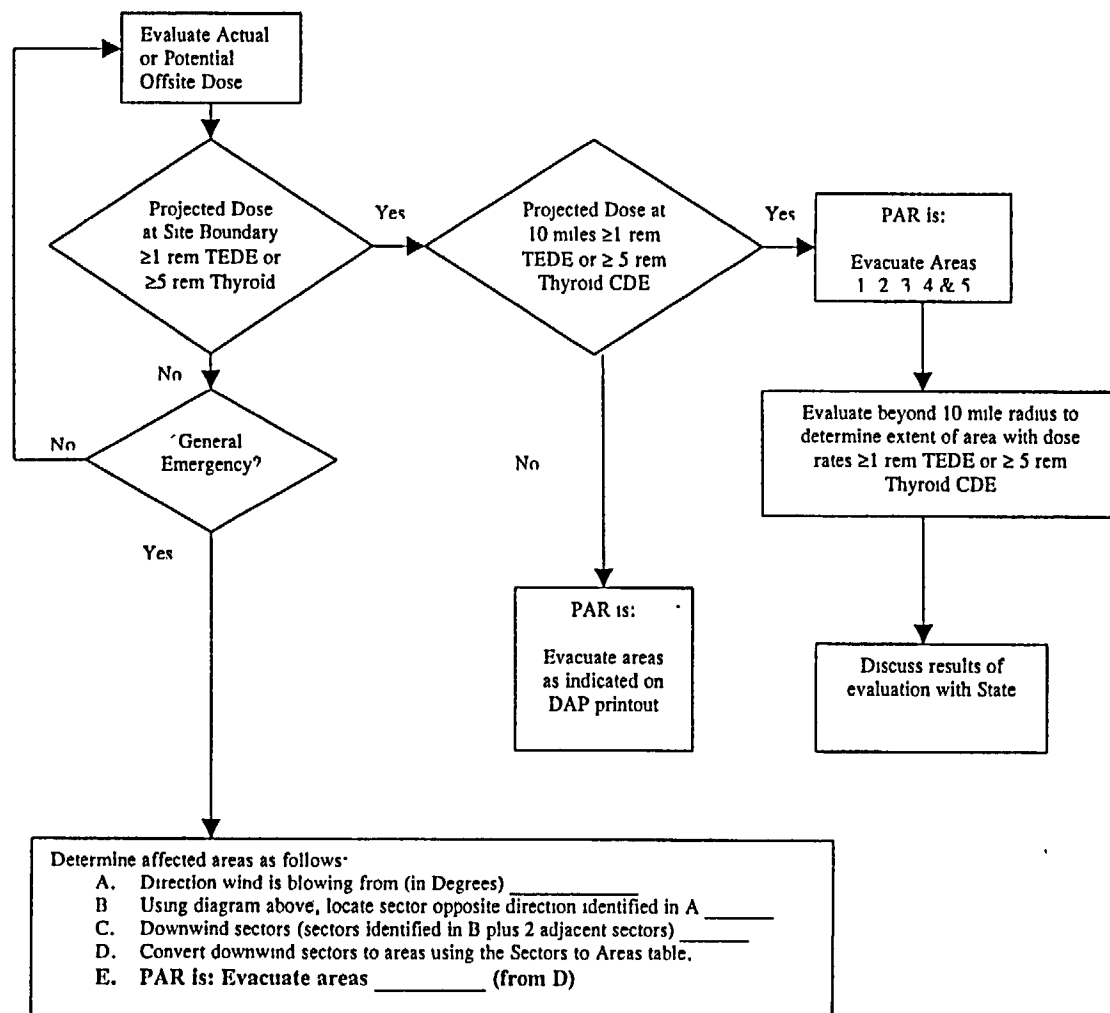 Evaluate Actual
or Potential
Offsite Dose
Projected Dose
at Site Boundary
≥1 rem TEDE or
≥5 rem Thyroid
Yes
Projected Dose at
10 miles ≥1 rem
TEDE or ≥ 5 rem
Thyroid CDE
Yes
PAR is:
Evacuate Areas
1 2 3 4 & 5
No
No
General
Emergency?
No
Evaluate beyond 10 mile radius to
determine extent of area with dose
rates ≥1 rem TEDE or ≥ 5 rem
Thyroid CDE
Yes
PAR is:
Evacuate areas
as indicated on
DAP printout
Discuss results of
evaluation with State
Determine affected areas as follows·
A. Direction wind is blowing from (in Degrees) ____________
B Using diagram above, locate sector opposite direction identified in A ______
C. Downwind sectors (sectors identified in B plus 2 adjacent sectors) ______
D. Convert downwind sectors to areas using the Sectors to Areas table.
E. PAR is: Evacuate areas __________ (from D)